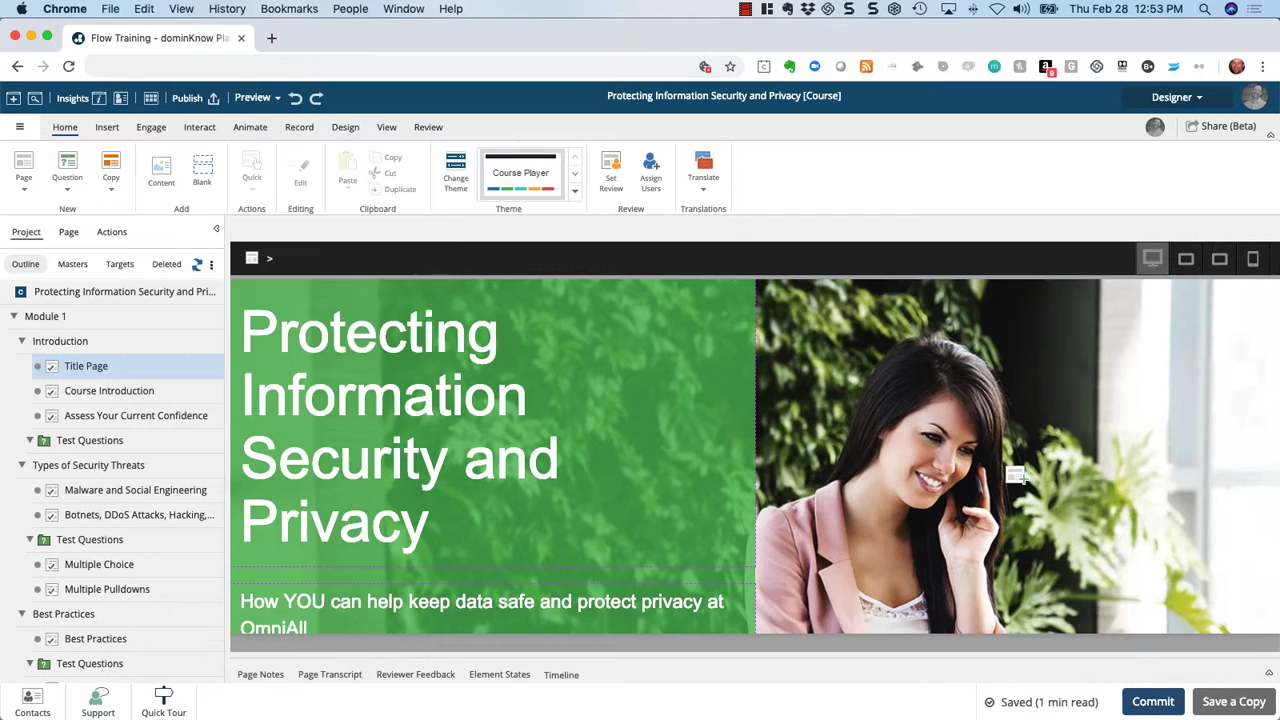 Chrome File Edit View History Bookmarks People Window Help Thu Feb 28 12:53 PM
Flow Training - dominKnow Pla
9
Insights Publish Preview Protecting Information Security and Privacy [Course] Designer
Home Insert Engage Interact Animate Record Design View Review Share (Beta)
Page Question Copy Content Blank Quick Edit Paste Copy Cut Duplicate Change Theme Course Player Set Review Assign Users Translate
New Add Actions Editing Clipboard Theme Review Translations
Project Page Actions
Outline Masters Targets Deleted
C Protecting Information Security and Pri...
Module 1
Introduction
Title Page
Course Introduction
Assess Your Current Confidence
Test Questions
Types of Security Threats
Malware and Social Engineering
Botnets, DDoS Attacks, Hacking,...
Test Questions
Multiple Choice
Multiple Pulldowns
Best Practices
Best Practices
Test Questions
>
Protecting
Information
Security and
Privacy
How YOU can help keep data safe and protect privacy at
OmniAll
Page Notes Page Transcript Reviewer Feedback Element States Timeline
Contacts Support Quick Tour Saved (1 min read) Commit Save a Copy